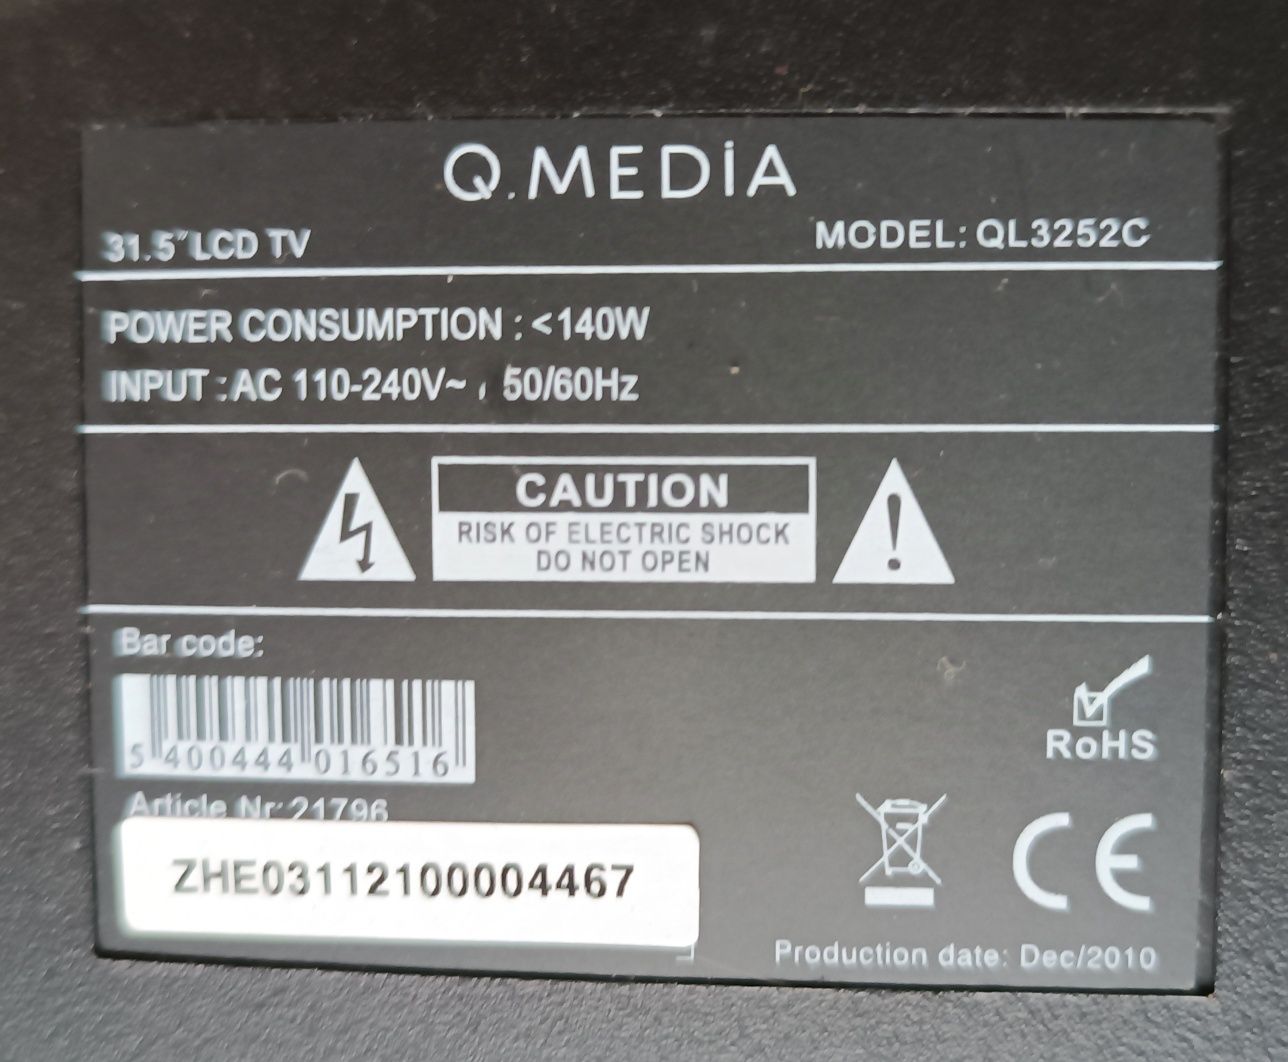 Q.MEDİA
31.5″LCD TV
MODEL: QL3252C
POWER CONSUMPTION : <140W
INPUT : AC 110-240V~ , 50/60Hz
CAUTION
RISK OF ELECTRIC SHOCK
DO NOT OPEN
Bar code:
5 400444 016516
RoHS
Article Nr:21796
ZHE03112100004467
CE
Production date: Dec/2010